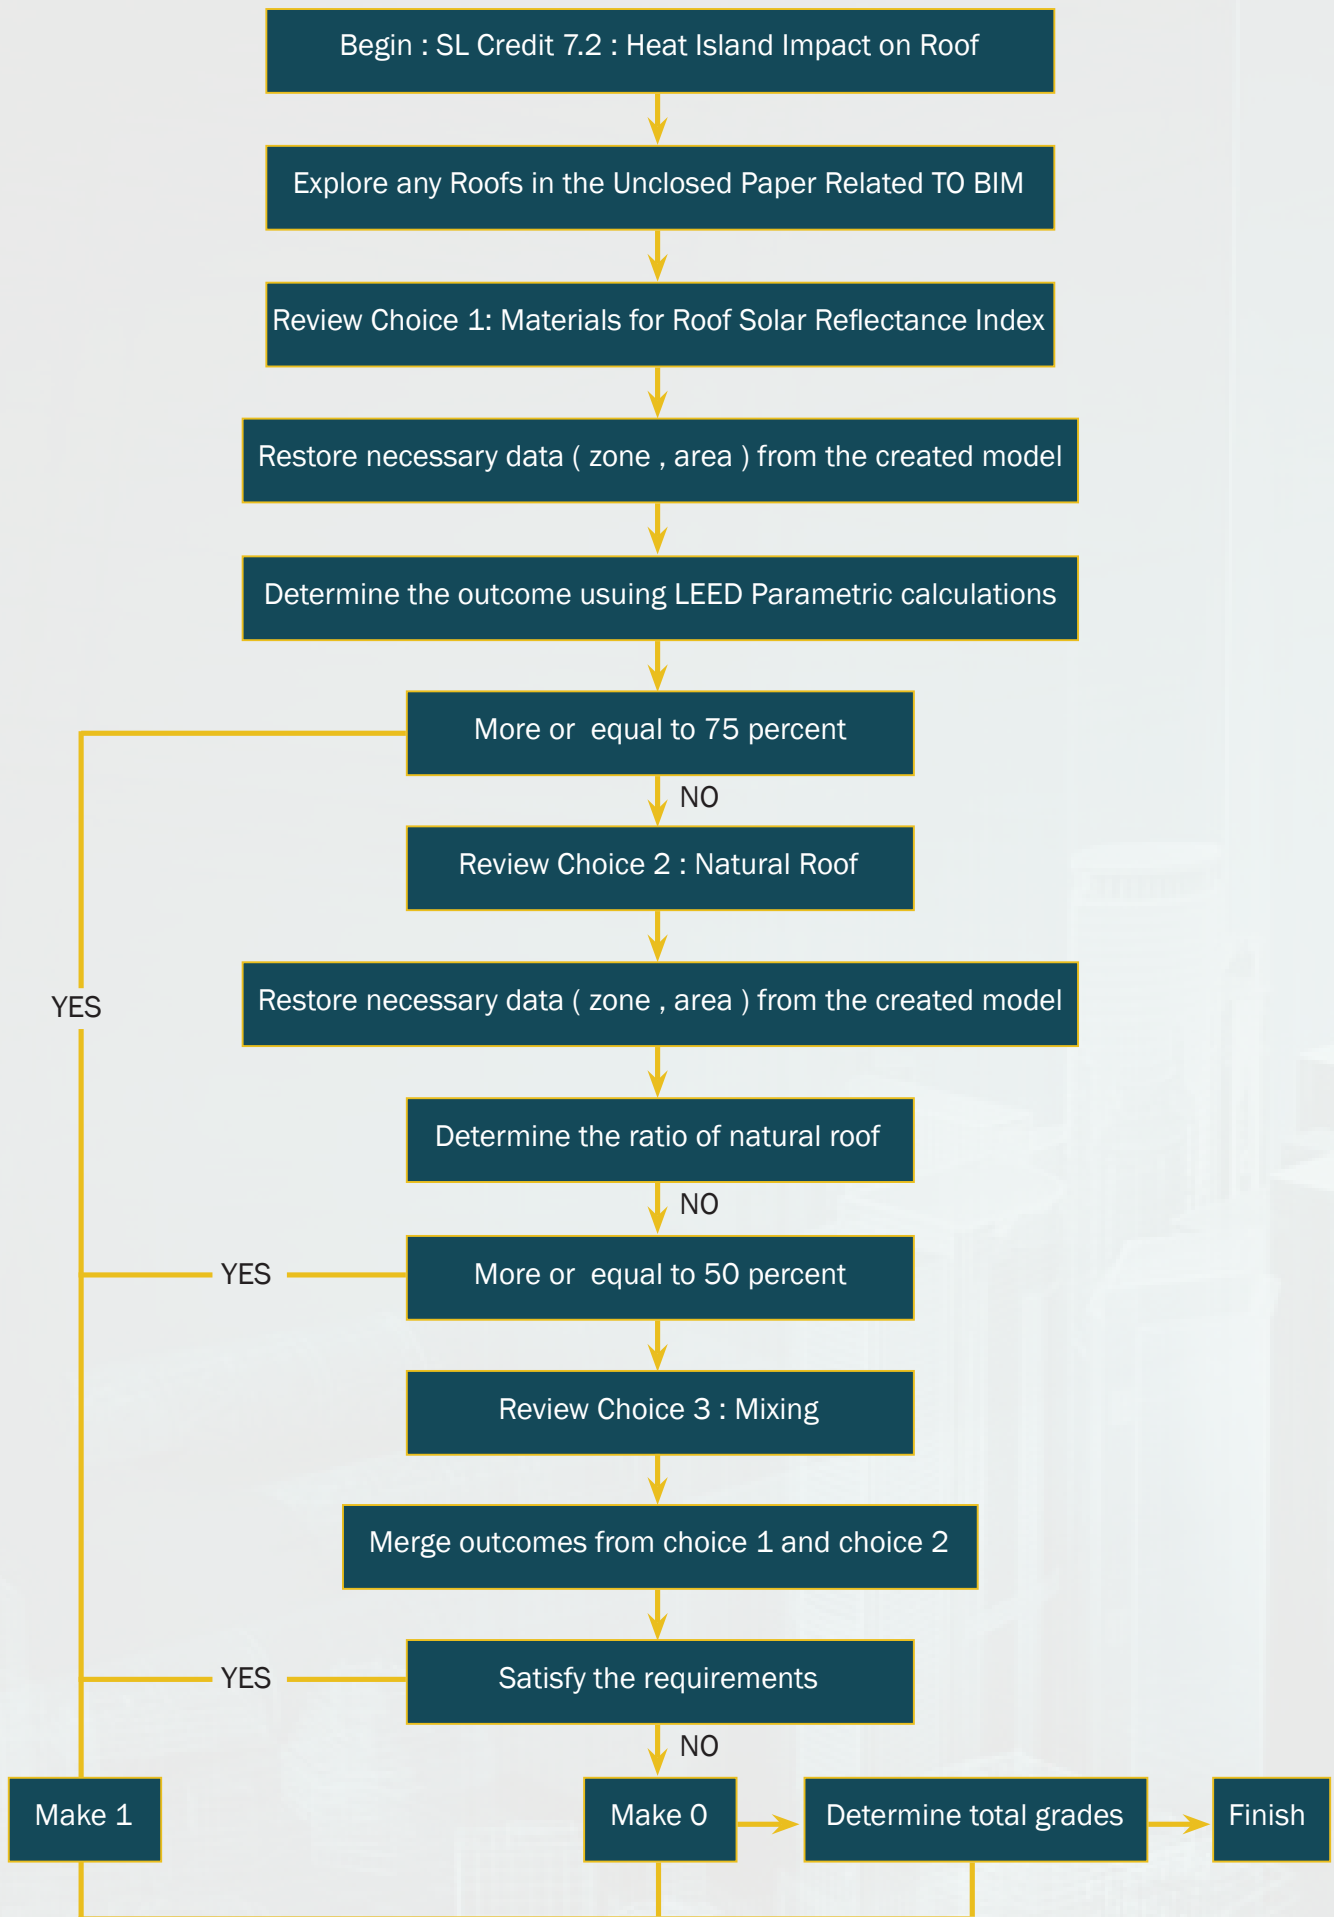 Begin : SL Credit 7.2 : Heat Island Impact on Roof
Explore any Roofs in the Unclosed Paper Related TO BIM
Review Choice 1: Materials for Roof Solar Reflectance Index
Restore necessary data ( zone , area ) from the created model
Determine the outcome usuing LEED Parametric calculations
More or equal to 75 percent
NO
Review Choice 2 : Natural Roof
Restore necessary data ( zone , area ) from the created model
YES
Determine the ratio of natural roof
NO
YES
More or equal to 50 percent
Review Choice 3 : Mixing
Merge outcomes from choice 1 and choice 2
YES
Satisfy the requirements
NO
Make 1
Make 0
Determine total grades
Finish